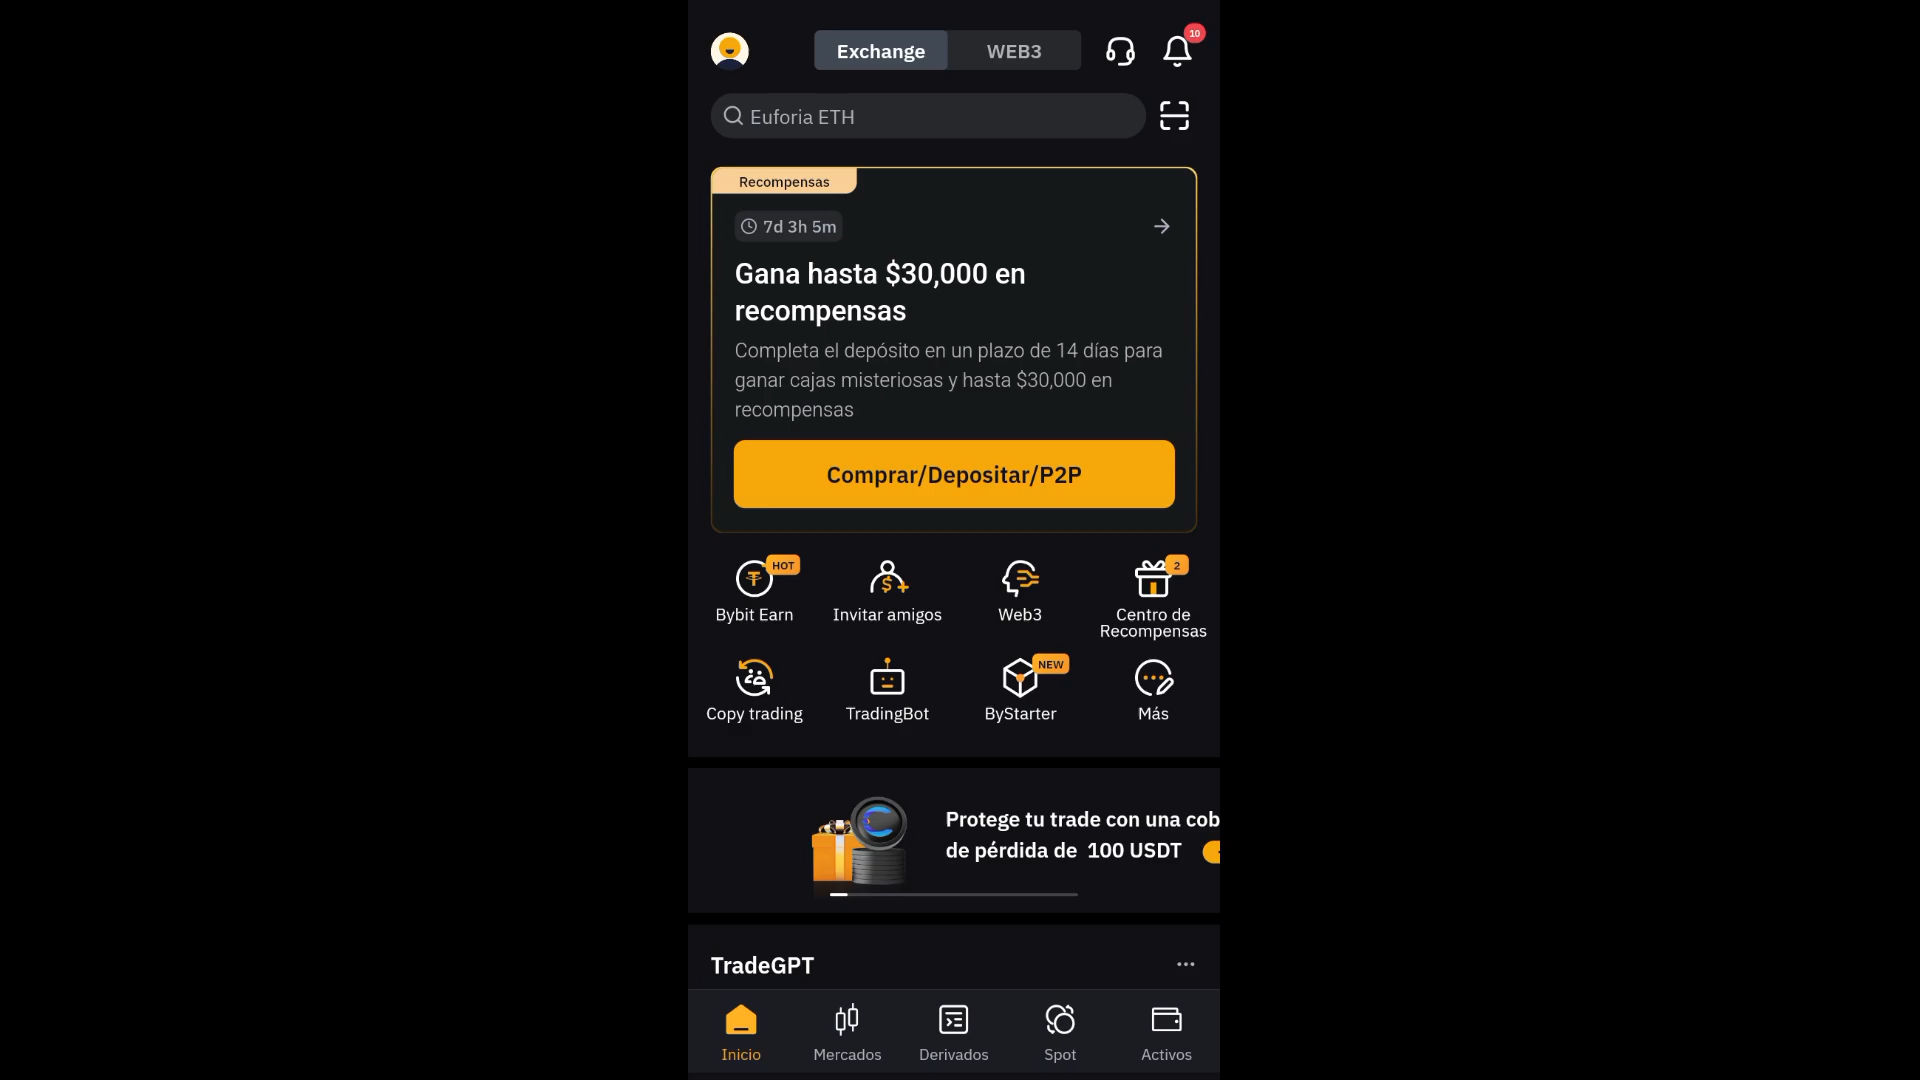 Exchange
WEB3
10
Euforia ETH
Recompensas
7d 3h 5m
Gana hasta $30,000 en
recompensas
Completa el depósito en un plazo de 14 días para
ganar cajas misteriosas y hasta $30,000 en
recompensas
Comprar/Depositar/P2P
HOT
2
Bybit Earn
Invitar amigos
Web3
Centro de
Recompensas
NEW
Copy trading
TradingBot
ByStarter
Más
Protege tu trade con una cob
de pérdida de 100 USDT
TradeGPT
Inicio
Mercados
Derivados
Spot
Activos